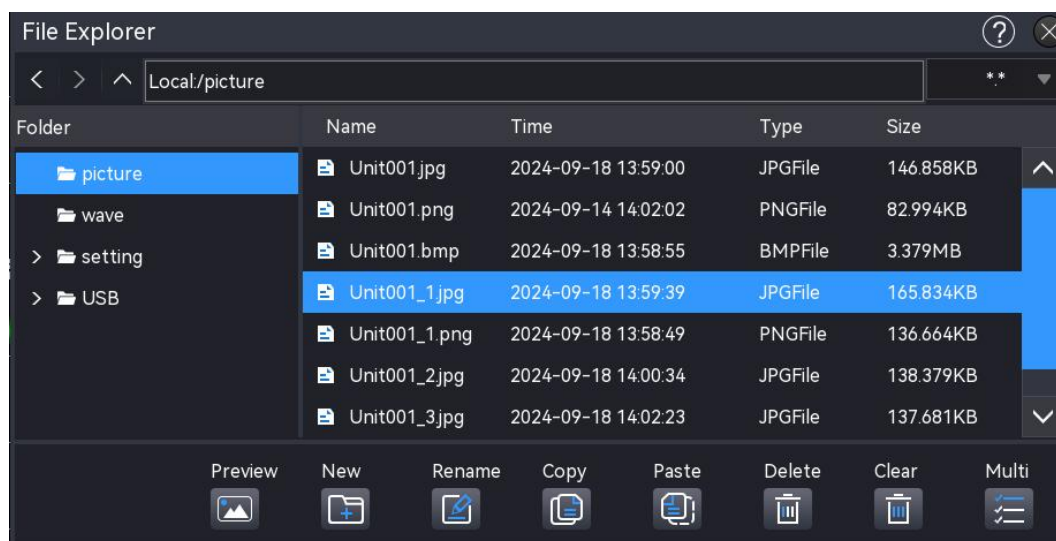 File Explorer ?
Local:/picture *.*
Folder Name Time Type Size
picture Unit001.jpg 2024-09-18 13:59:00 JPGFile 146.858KB
wave Unit001.png 2024-09-14 14:02:02 PNGFile 82.994KB
setting Unit001.bmp 2024-09-18 13:58:55 BMPFile 3.379MB
USB Unit001_1.jpg 2024-09-18 13:59:39 JPGFile 165.834KB
Unit001_1.png 2024-09-18 13:58:49 PNGFile 136.664KB
Unit001_2.jpg 2024-09-18 14:00:34 JPGFile 138.379KB
Unit001_3.jpg 2024-09-18 14:02:23 JPGFile 137.681KB
Preview New Rename Copy Paste Delete Clear Multi